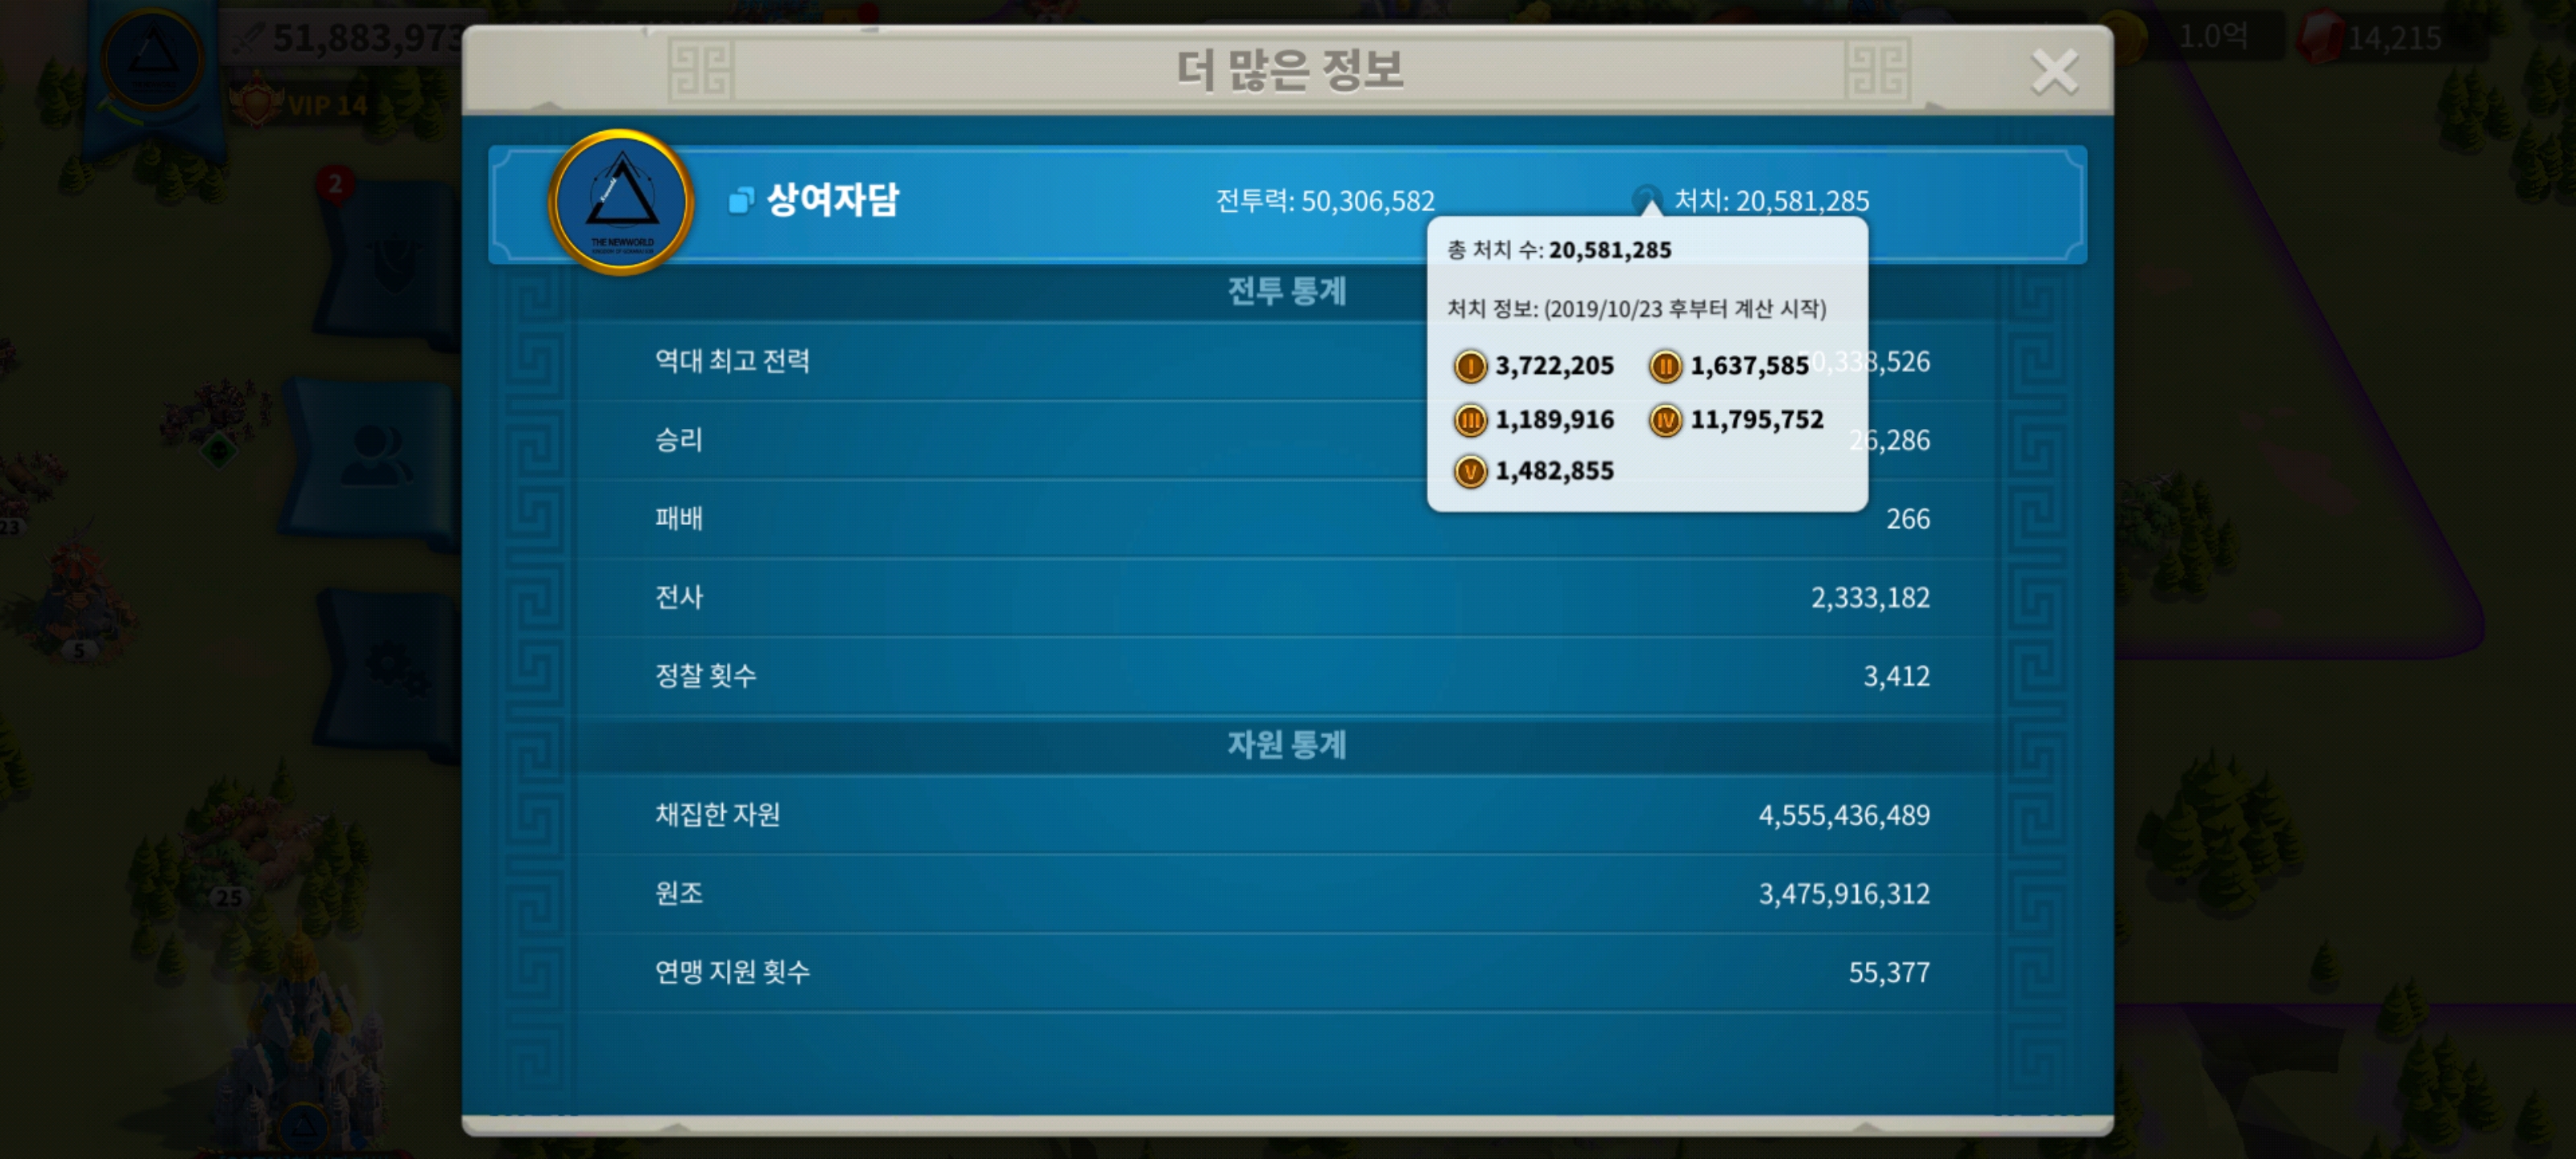 51,883,973
더 많은 정보
1.0억
14,215
VIP 14
2
상여자담
전투력: 50,306,582
처치: 20,581,285
THE NEWWORLD
총 처치 수: 20,581,285
처치 정보: (2019/10/23 후부터 계산 시작)
I 3,722,205 II 1,637,585
III 1,189,916 IV 11,795,752
V 1,482,855
전투 통계
역대 최고 전력 0,338,526
승리 26,286
패배 266
전사 2,333,182
정찰 횟수 3,412
자원 통계
채집한 자원 4,555,436,489
원조 3,475,916,312
연맹 지원 횟수 55,377
23
5
25